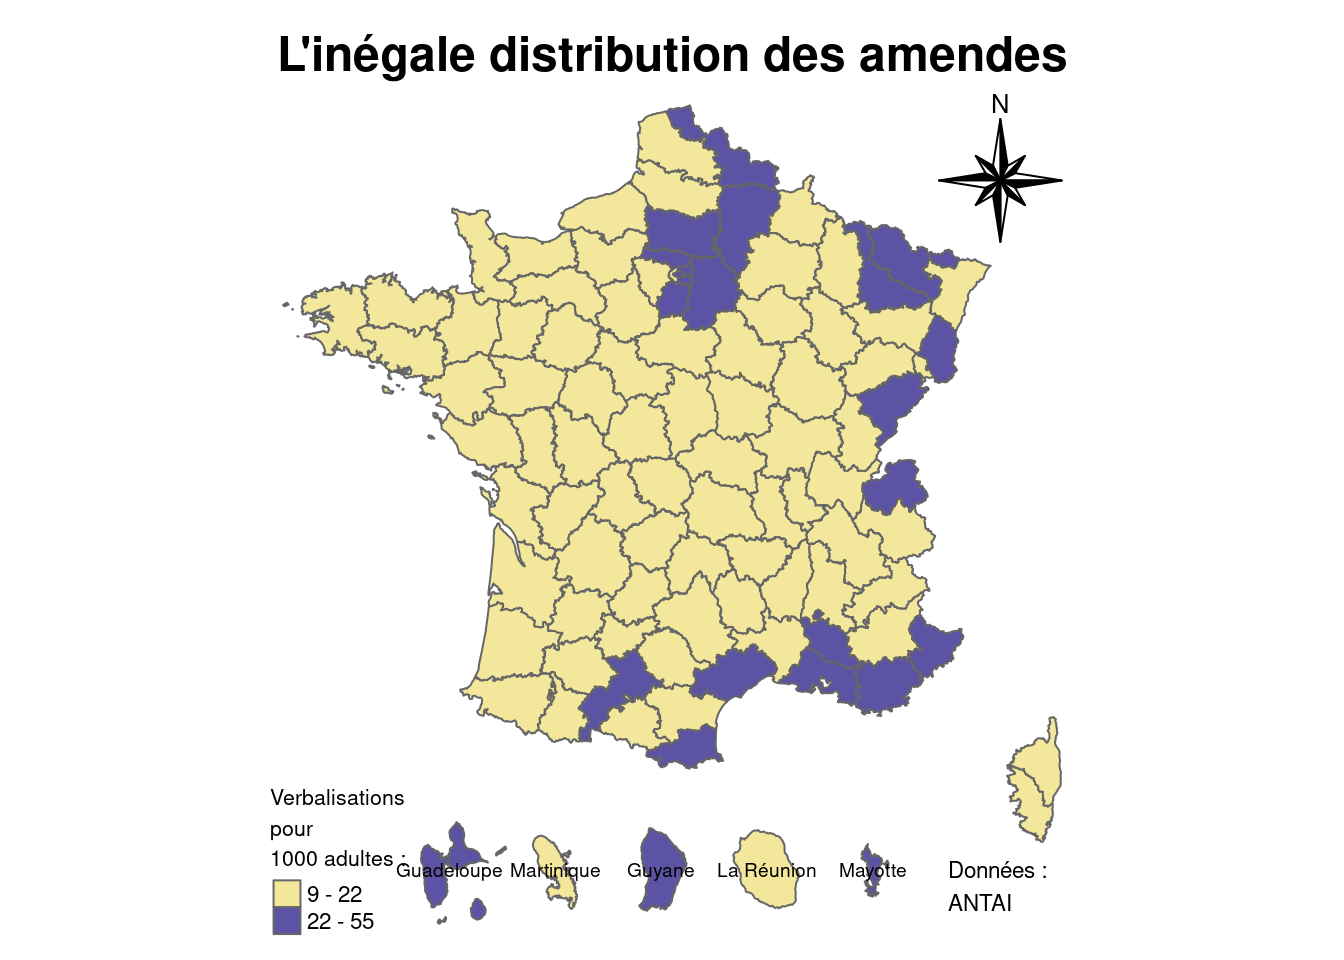 L'inégale distribution des amendes
N
Verbalisations
pour
1000 adultes :
9 - 22
22 - 55
Guadeloupe
Martinique
Guyane
La Réunion
Mayotte
Données :
ANTAI